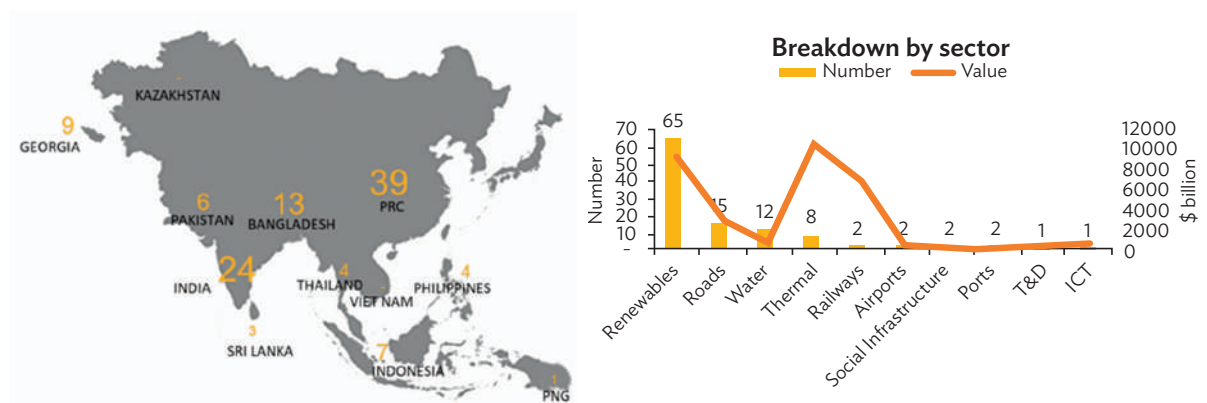 KAZAKHSTAN
-
9
GEORGIA
39
PRC
6
PAKISTAN
13
BANGLADESH
24
INDIA
4
THAILAND
-
VIET NAM
4
PHILIPPINES
3
SRI LANKA
7
INDONESIA
1
PNG
Breakdown by sector
Number Value
Number
70
60
50
40
30
20
10
–
65
15
12
8
2
2
2
2
1
1
12000
10000
8000
6000
4000
2000
0
$ billion
Renewables
Roads
Water
Thermal
Railways
Airports
Social Infrastructure
Ports
T&D
ICT